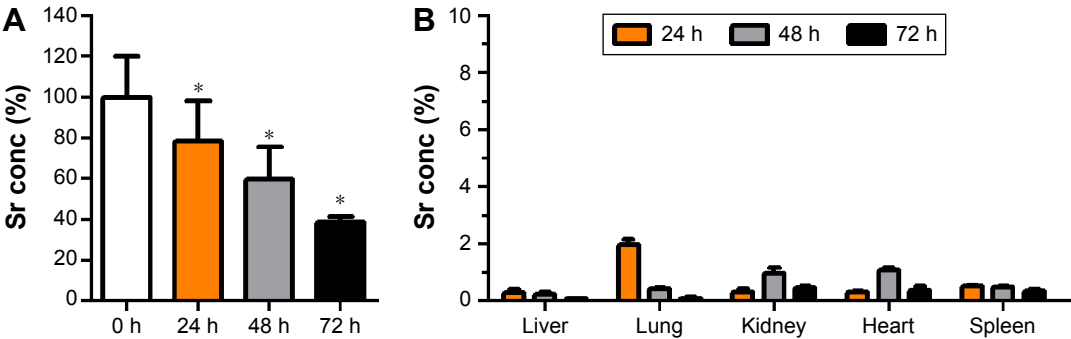 A
Sr conc (%)
140
120
100
80
60
40
20
0
*
*
*
0 h
24 h
48 h
72 h
B
Sr conc (%)
10
8
6
4
2
0
24 h 48 h 72 h
Liver
Lung
Kidney
Heart
Spleen